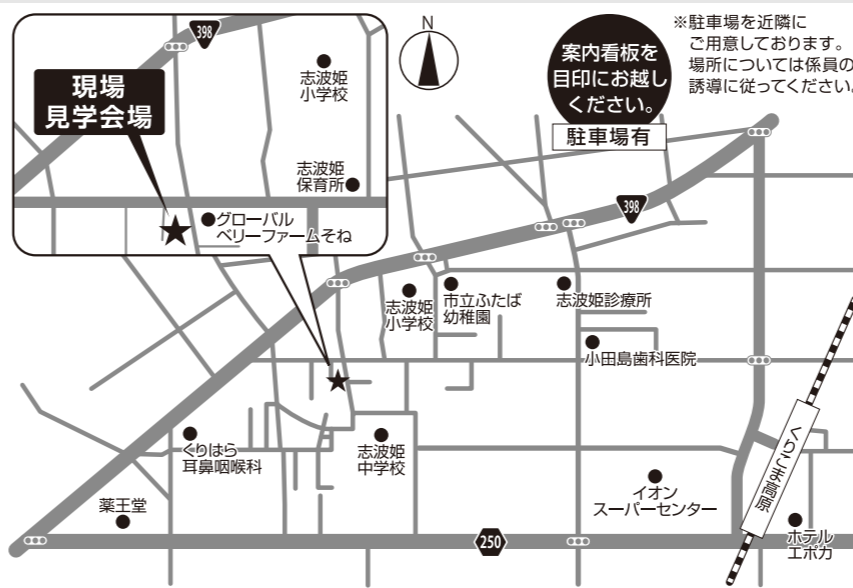 398
志波姫
小学校
現場
見学会場
志波姫
保育所
グローバル
ベリーファームそね
N
案内看板を
目印にお越し
ください。
駐車場有
※駐車場を近隣に
ご用意しております。
場所については係員の
誘導に従ってください。
398
志波姫
小学校
市立ふたば
幼稚園
志波姫診療所
小田島歯科医院
くりはら
耳鼻咽喉科
志波姫
中学校
薬王堂
イオン
スーパーセンター
くりこま高原
ホテル
エポカ
250